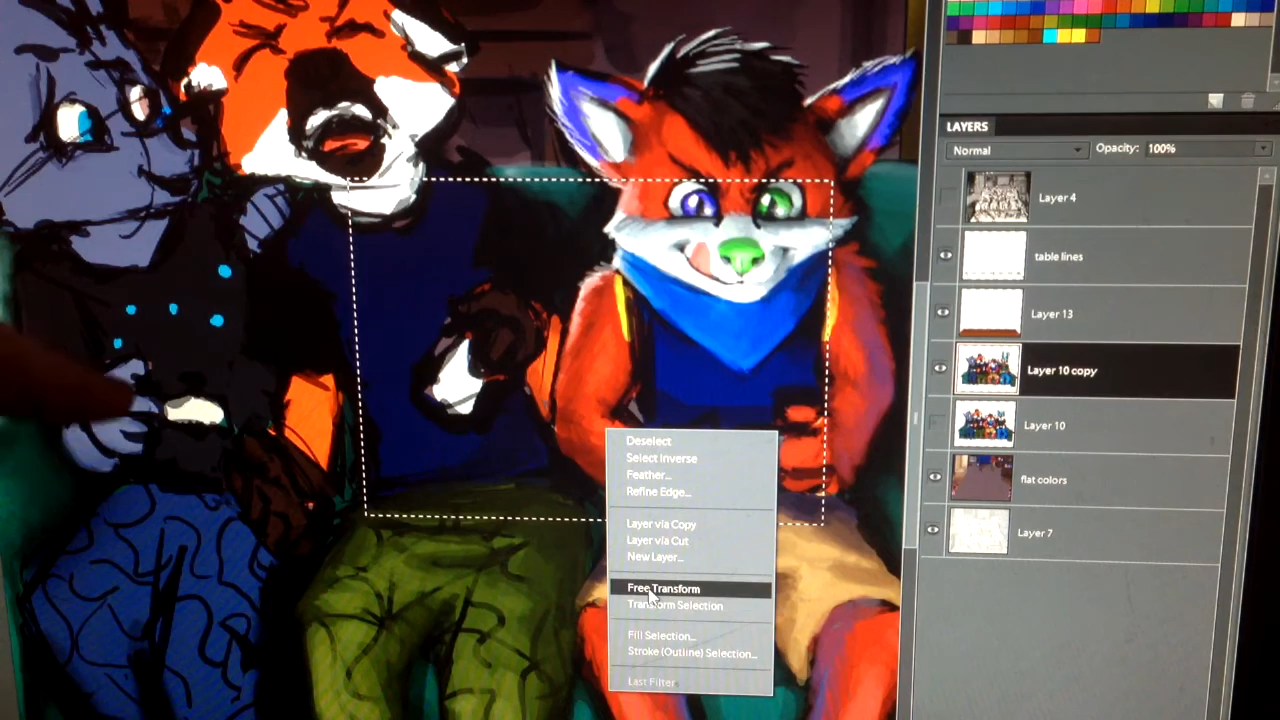 LAYERS
Normal
Opacity: 100%
Layer 4
table lines
Layer 13
Layer 10 copy
Layer 10
flat colors
Layer 7
Deselect
Select Inverse
Feather...
Refine Edge...
Layer via Copy
Layer via Cut
New Layer...
Free Transform
Transform Selection
Fill Selection...
Stroke (Outline) Selection...
Last Filter